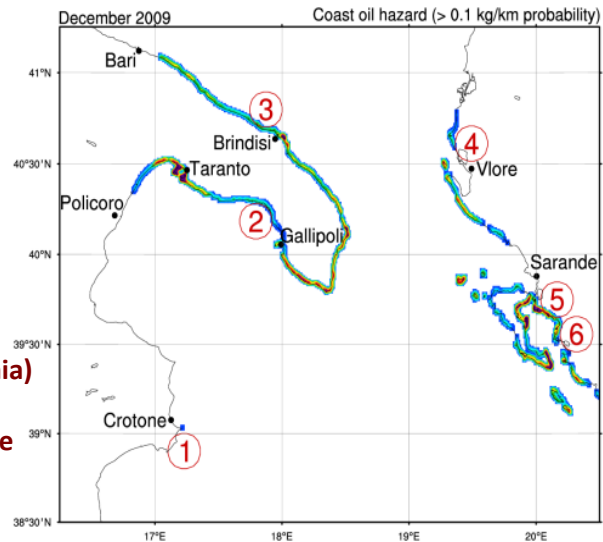 December 2009 Coast oil hazard (> 0.1 kg/km probability)
Bari
41°N
3
Brindisi
4
40°30'N
Taranto
Vlore
Policoro
2
Gallipoli
40°N
Sarande
5
39°30'N
6
nia)
Crotone
39°N
e
1
38°30'N
17°E 18°E 19°E 20°E